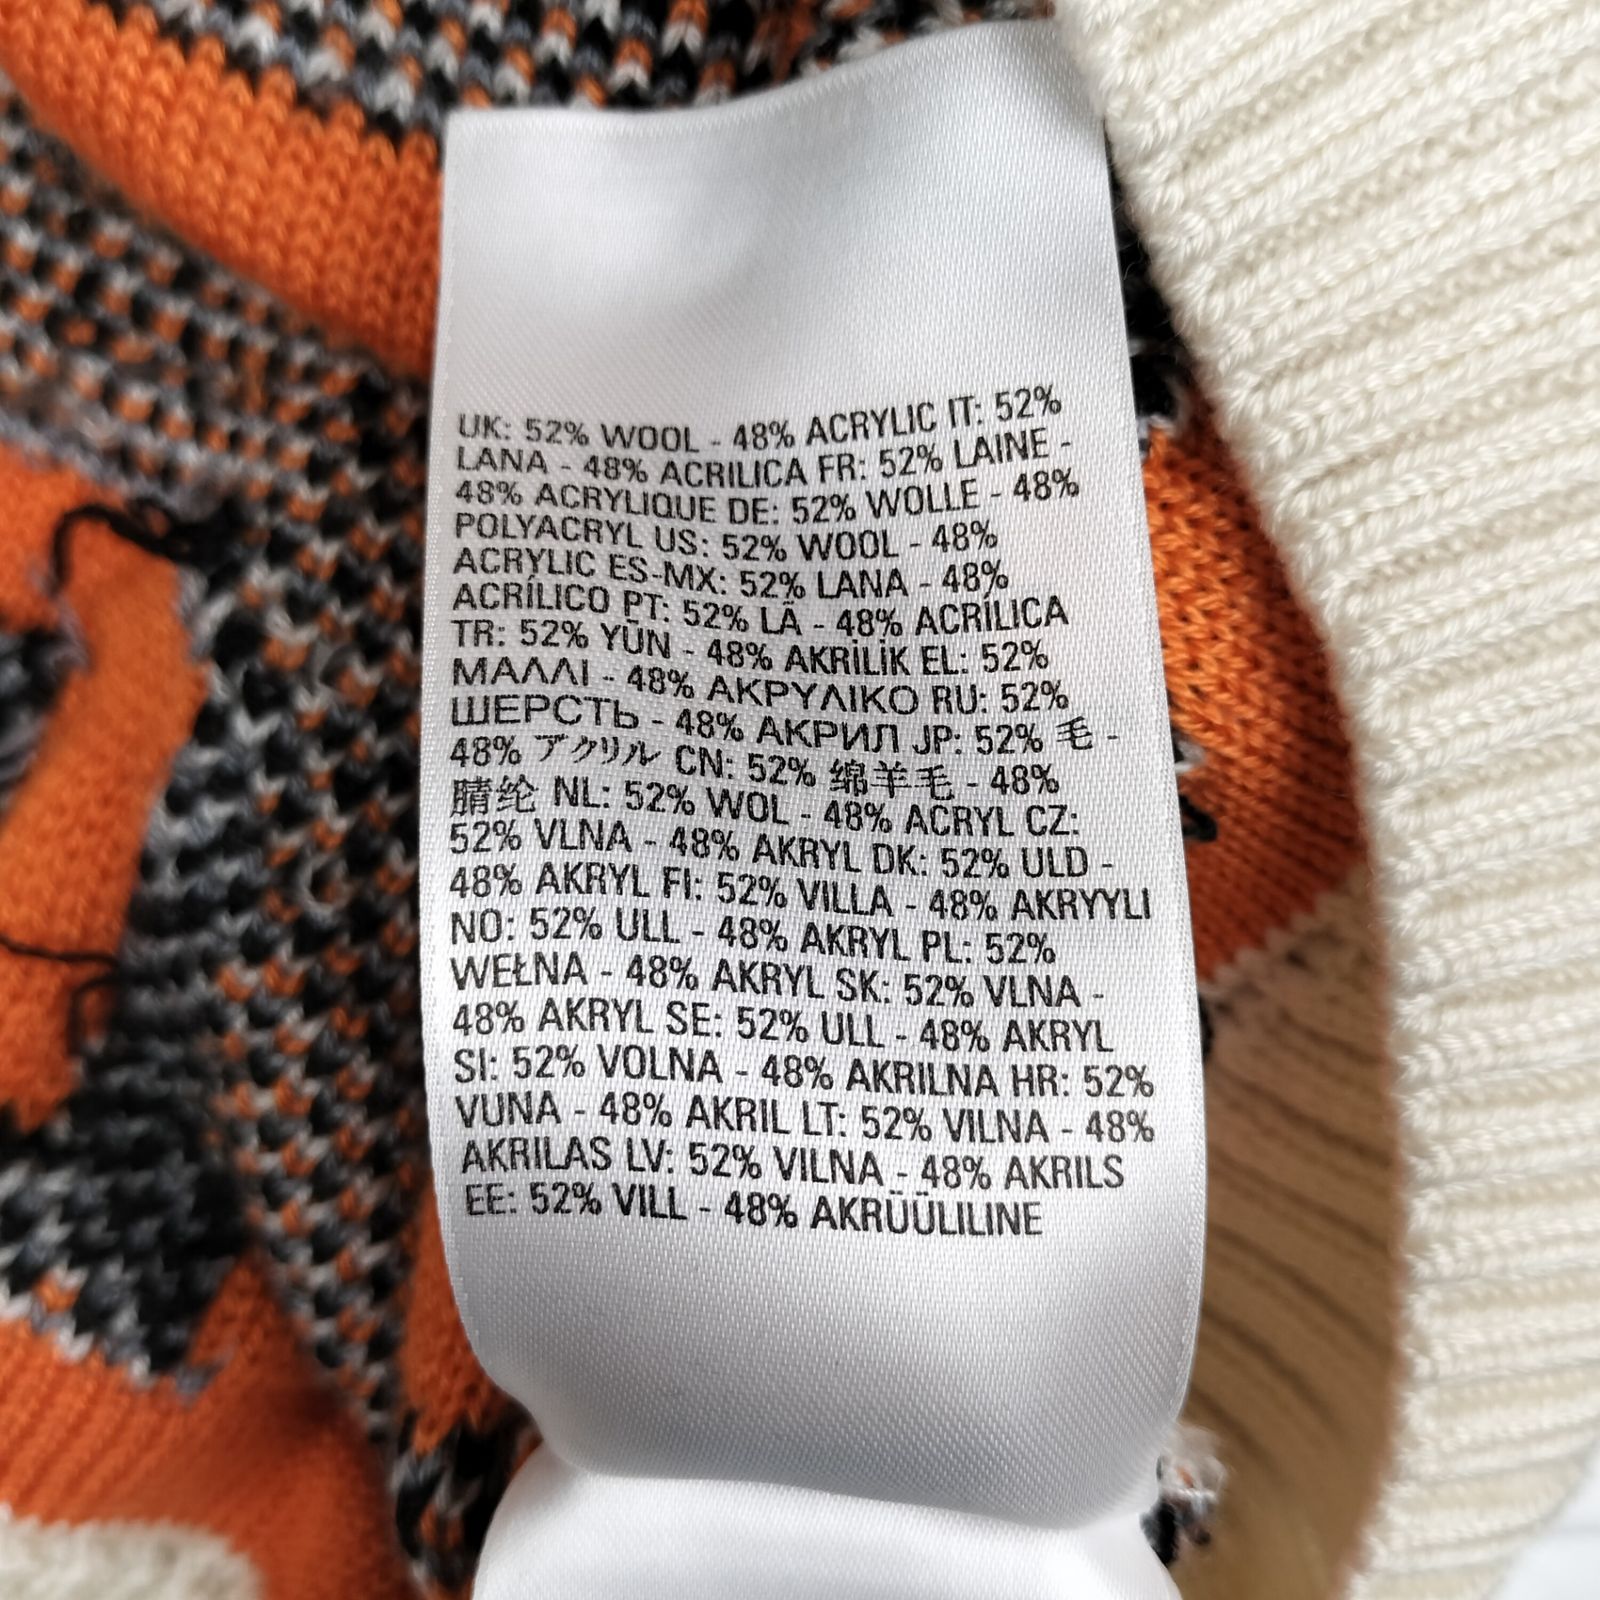 UK: 52% WOOL - 48% ACRYLIC IT: 52%
LANA - 48% ACRILICA FR: 52% LAINE -
48% ACRYLIQUE DE: 52% WOLLE - 48%
POLYACRYL US: 52% WOOL - 48%
ACRYLIC ES-MX: 52% LANA - 48%
ACRÍLICO PT: 52% LÃ - 48% ACRÍLICA
TR: 52% YÜN - 48% AKRİLİK EL: 52%
ΜΑΛΛΙ - 48% ΑΚΡΥΛΙΚΟ RU: 52%
ШЕРСТЬ - 48% АКРИЛ JP: 52% 毛 -
48% アクリル CN: 52% 绵羊毛 - 48%
腈纶 NL: 52% WOL - 48% ACRYL CZ:
52% VLNA - 48% AKRYL DK: 52% ULD -
48% AKRYL FI: 52% VILLA - 48% AKRYYLI
NO: 52% ULL - 48% AKRYL PL: 52%
WEŁNA - 48% AKRYL SK: 52% VLNA -
48% AKRYL SE: 52% ULL - 48% AKRYL
SI: 52% VOLNA - 48% AKRILNA HR: 52%
VUNA - 48% AKRIL LT: 52% VILNA - 48%
AKRILAS LV: 52% VILNA - 48% AKRILS
EE: 52% VILL - 48% AKRÜÜLILINE